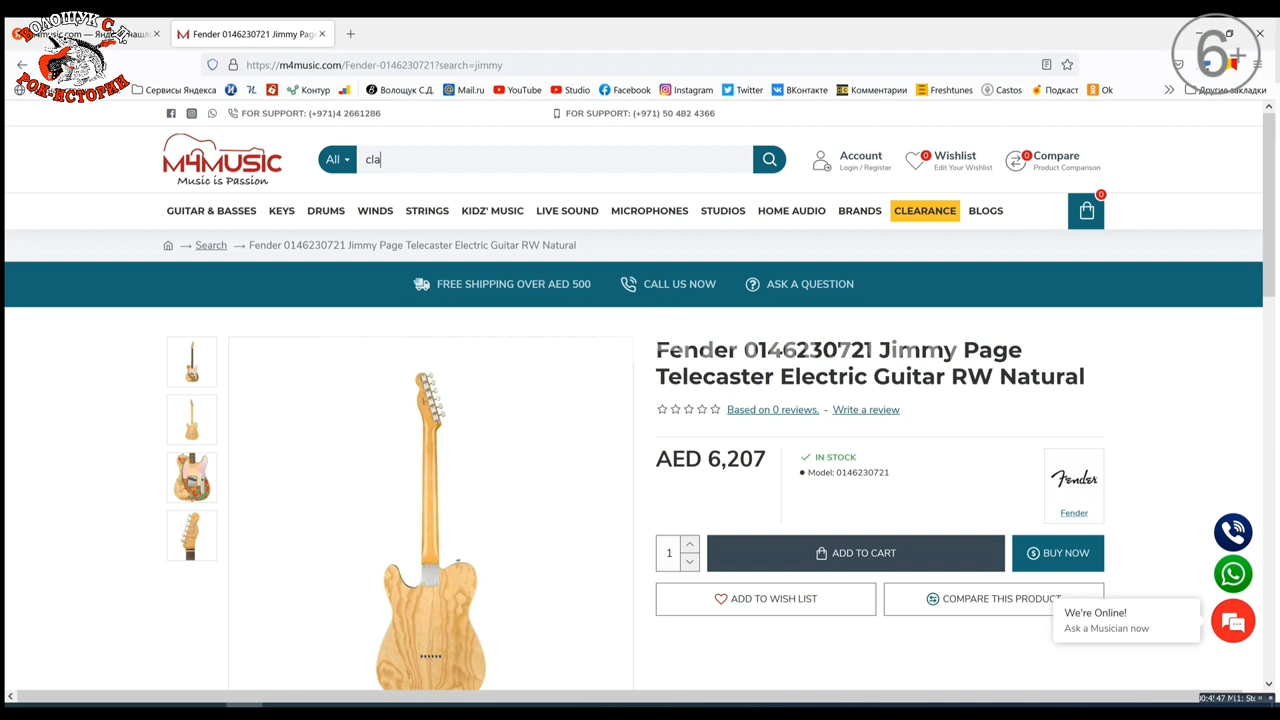 ВОЛОЩУК С.Д.
РОК-ИСТОРИИ
6+
Fender 0146230721 Jimmy Page
https://m4music.com/Fender-0146230721?search=jimmy
Сервисы Яндекса
Контур
Волощук С.Д.
Mail.ru
YouTube
Studio
Facebook
Instagram
Twitter
ВКонтакте
Комментарии
Freshtunes
Castos
Подкаст
Ok
Другие закладки
FOR SUPPORT: (+971)4 2661286
FOR SUPPORT: (+971) 50 482 4366
M4MUSIC
Music is Passion
All
cla
Account
Login / Register
0
Wishlist
Edit Your Wishlist
0
Compare
Product Comparison
GUITAR & BASSES KEYS DRUMS WINDS STRINGS KIDZ' MUSIC LIVE SOUND MICROPHONES STUDIOS HOME AUDIO BRANDS CLEARANCE BLOGS
0
Search → Fender 0146230721 Jimmy Page Telecaster Electric Guitar RW Natural
FREE SHIPPING OVER AED 500
CALL US NOW
ASK A QUESTION
Fender 0146230721 Jimmy Page
Telecaster Electric Guitar RW Natural
Based on 0 reviews. - Write a review
AED 6,207
IN STOCK
Model: 0146230721
Fender
Fender
1
ADD TO CART
BUY NOW
ADD TO WISH LIST
COMPARE THIS PRODUCT
We're Online!
Ask a Musician now